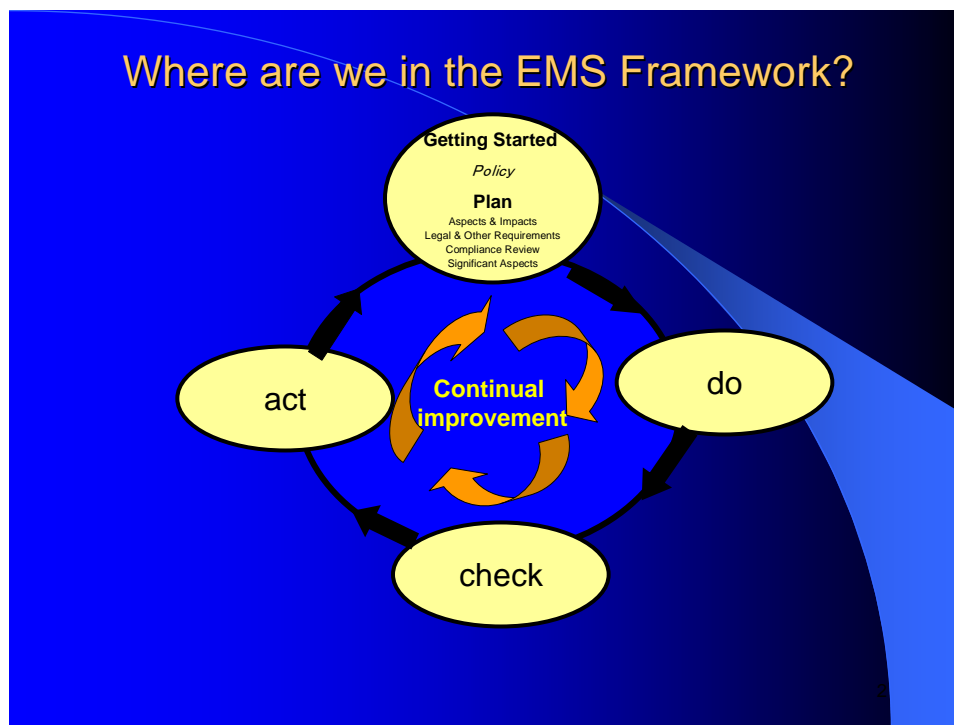 Where are we in the EMS Framework?
Getting Started
Policy
Plan
Aspects & Impacts
Legal & Other Requirements
Compliance Review
Significant Aspects
act
Continual
improvement
do
check
2